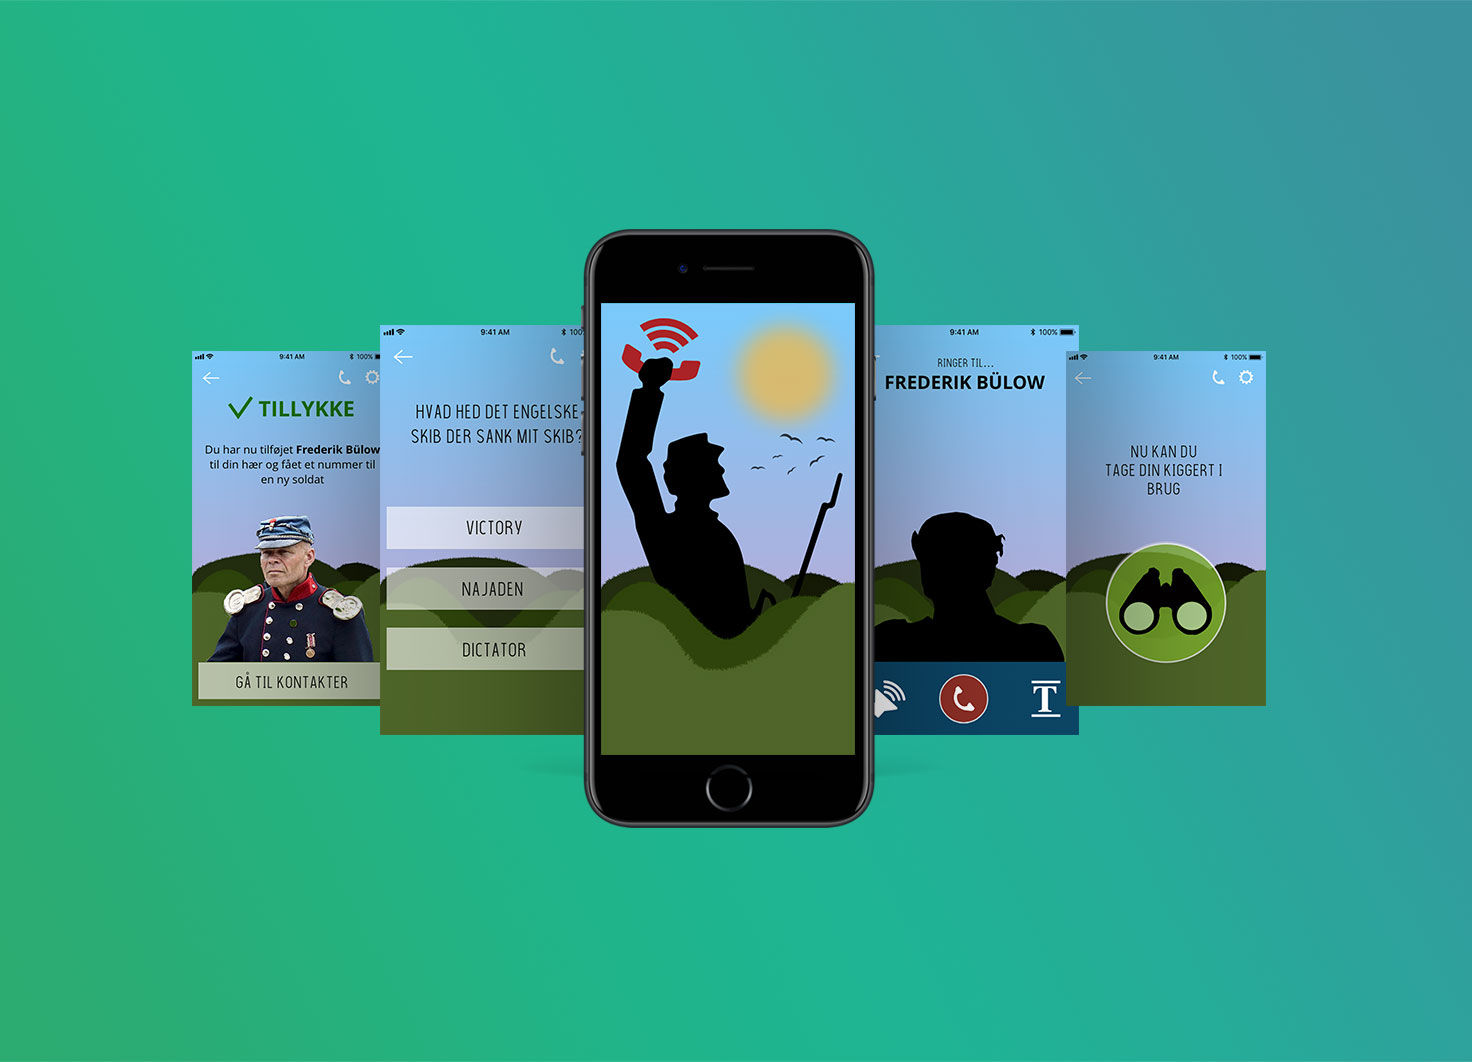 9:41 AM
100%
TILLYKKE
Du har nu tilføjet Frederik Bülow
til din hær og fået et nummer til
en ny soldat
GÅ TIL KONTAKTER
9:41 AM
100
HVAD HED DET ENGELSKE
SKIB DER SANK MIT SKIB?
VICTORY
NAJADEN
DICTATOR
9:41 AM
100%
RINGER TIL...
FREDERIK BÜLOW
T
9:41 AM
100%
NU KAN DU
TAGE DIN KIGGERT I
BRUG